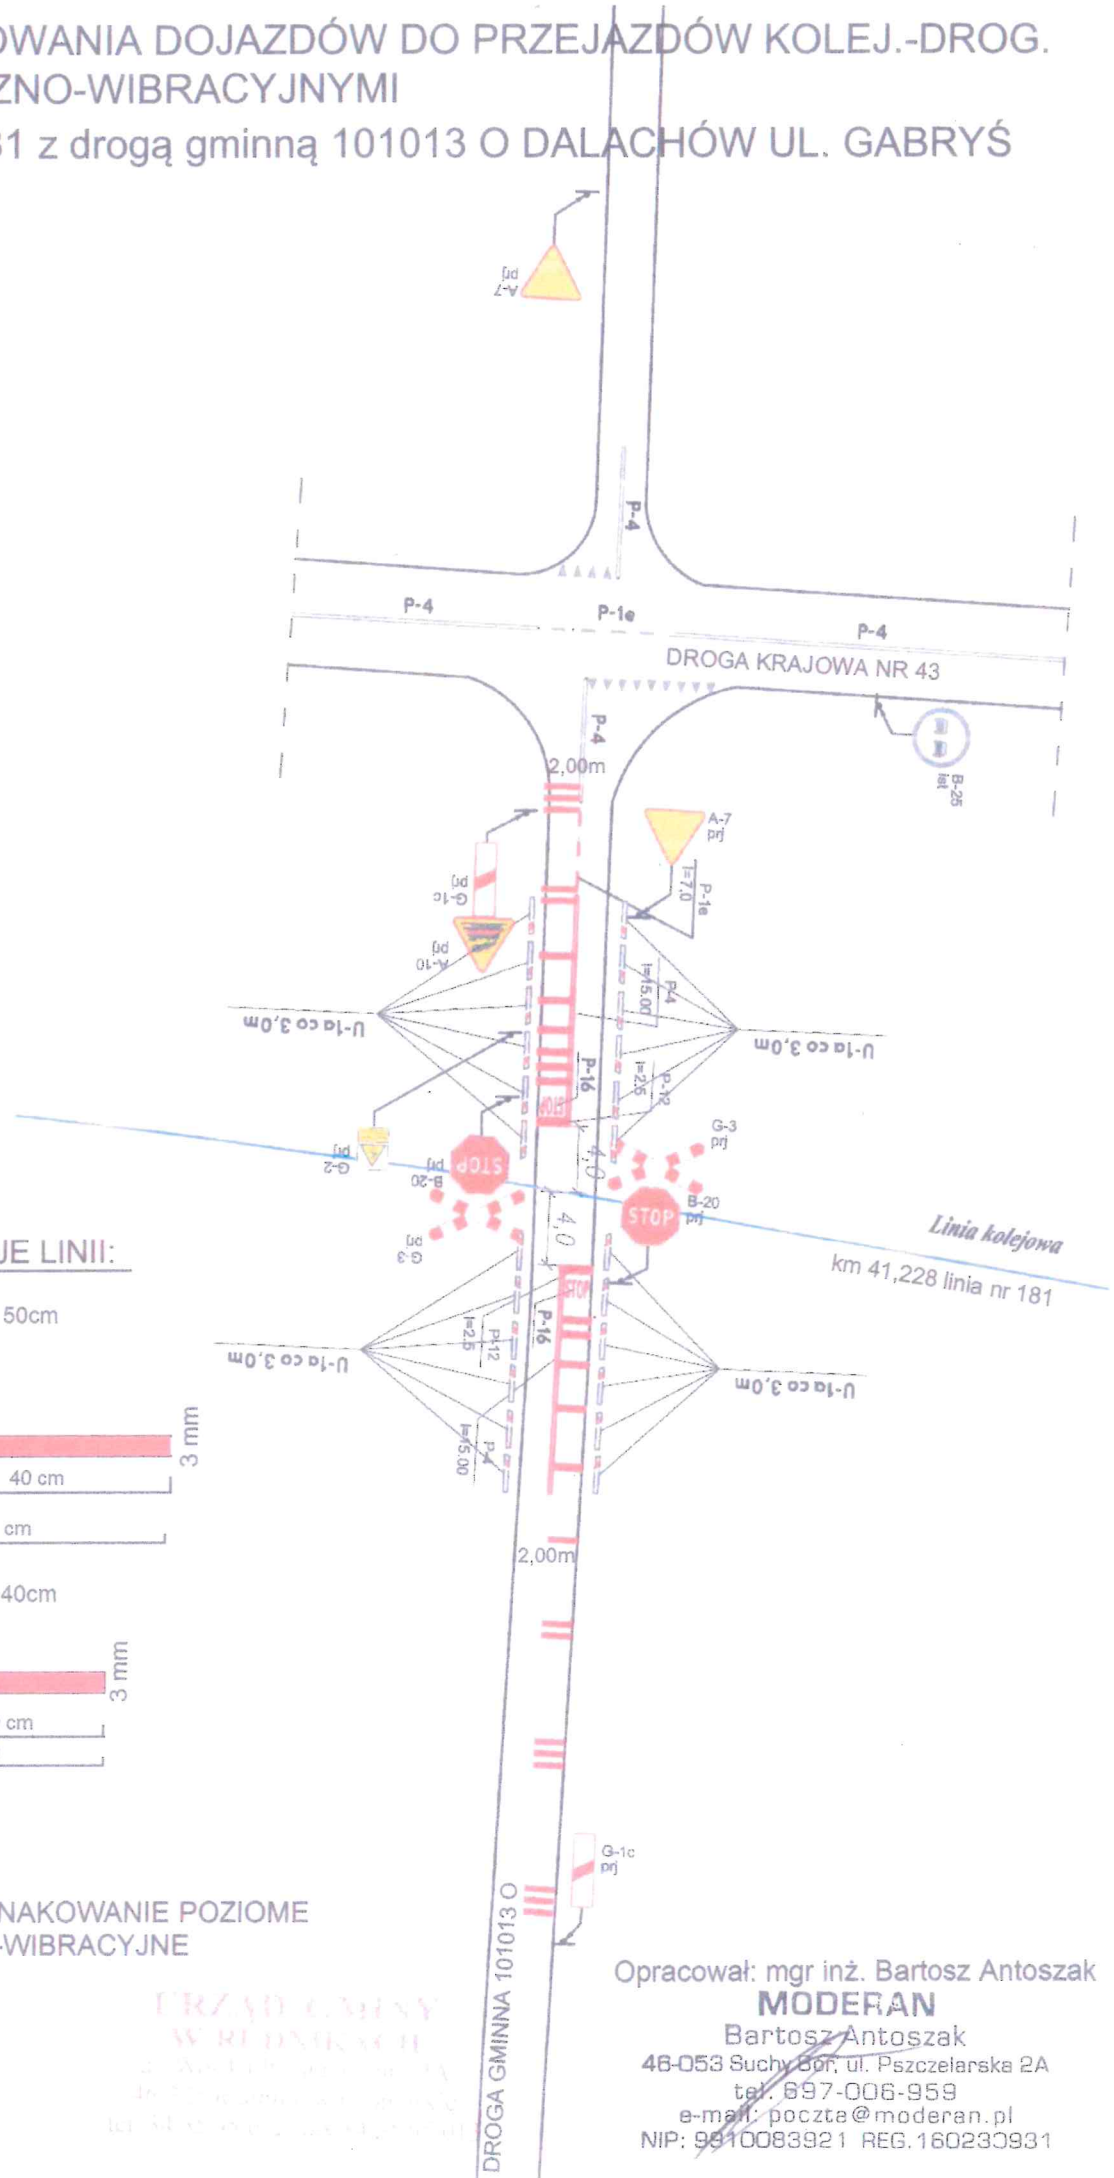 OWANIA DOJAZDÓW DO PRZEJAZDÓW KOLEJ.-DROG.
ZNO-WIBRACYJNYMI
31 z drogą gminną 101013 O DALACHÓW UL. GABRYŚ
A-7
prj
P-4
P-4
P-1e
P-4
DROGA KRAJOWA NR 43
P-4
2,00m
B-25
ist
A-7
prj
P-1e
l=7,0
G-1c
prj
A-10
prj
P-4
l=15.00
U-1a co 3,0m
U-1a co 3,0m
P-16
P-12
l=2.5
STOP
G-3
prj
4,0
G-2
prj
STOP
B-20
prj
B-20
prj
STOP
G-3
prj
4,0
Linia kolejowa
km 41,228 linia nr 181
JE LINII:
50cm
STOP
P-16
P-12
l=2.5
U-1a co 3,0m
U-1a co 3,0m
P-4
l=15.00
3 mm
40 cm
cm
2,00m
40cm
3 mm
cm
G-1c
prj
NAKOWANIE POZIOME
-WIBRACYJNE
DROGA GMINNA 101013 O
URZĄD GMINY
W RUDNIKACH
Opracował: mgr inż. Bartosz Antoszak
MODERAN
Bartosz Antoszak
46-053 Suchy Bór, ul. Pszczelarska 2A
tel. 697-006-959
e-mail: poczta@moderan.pl
NIP: 9910083921 REG.160230931